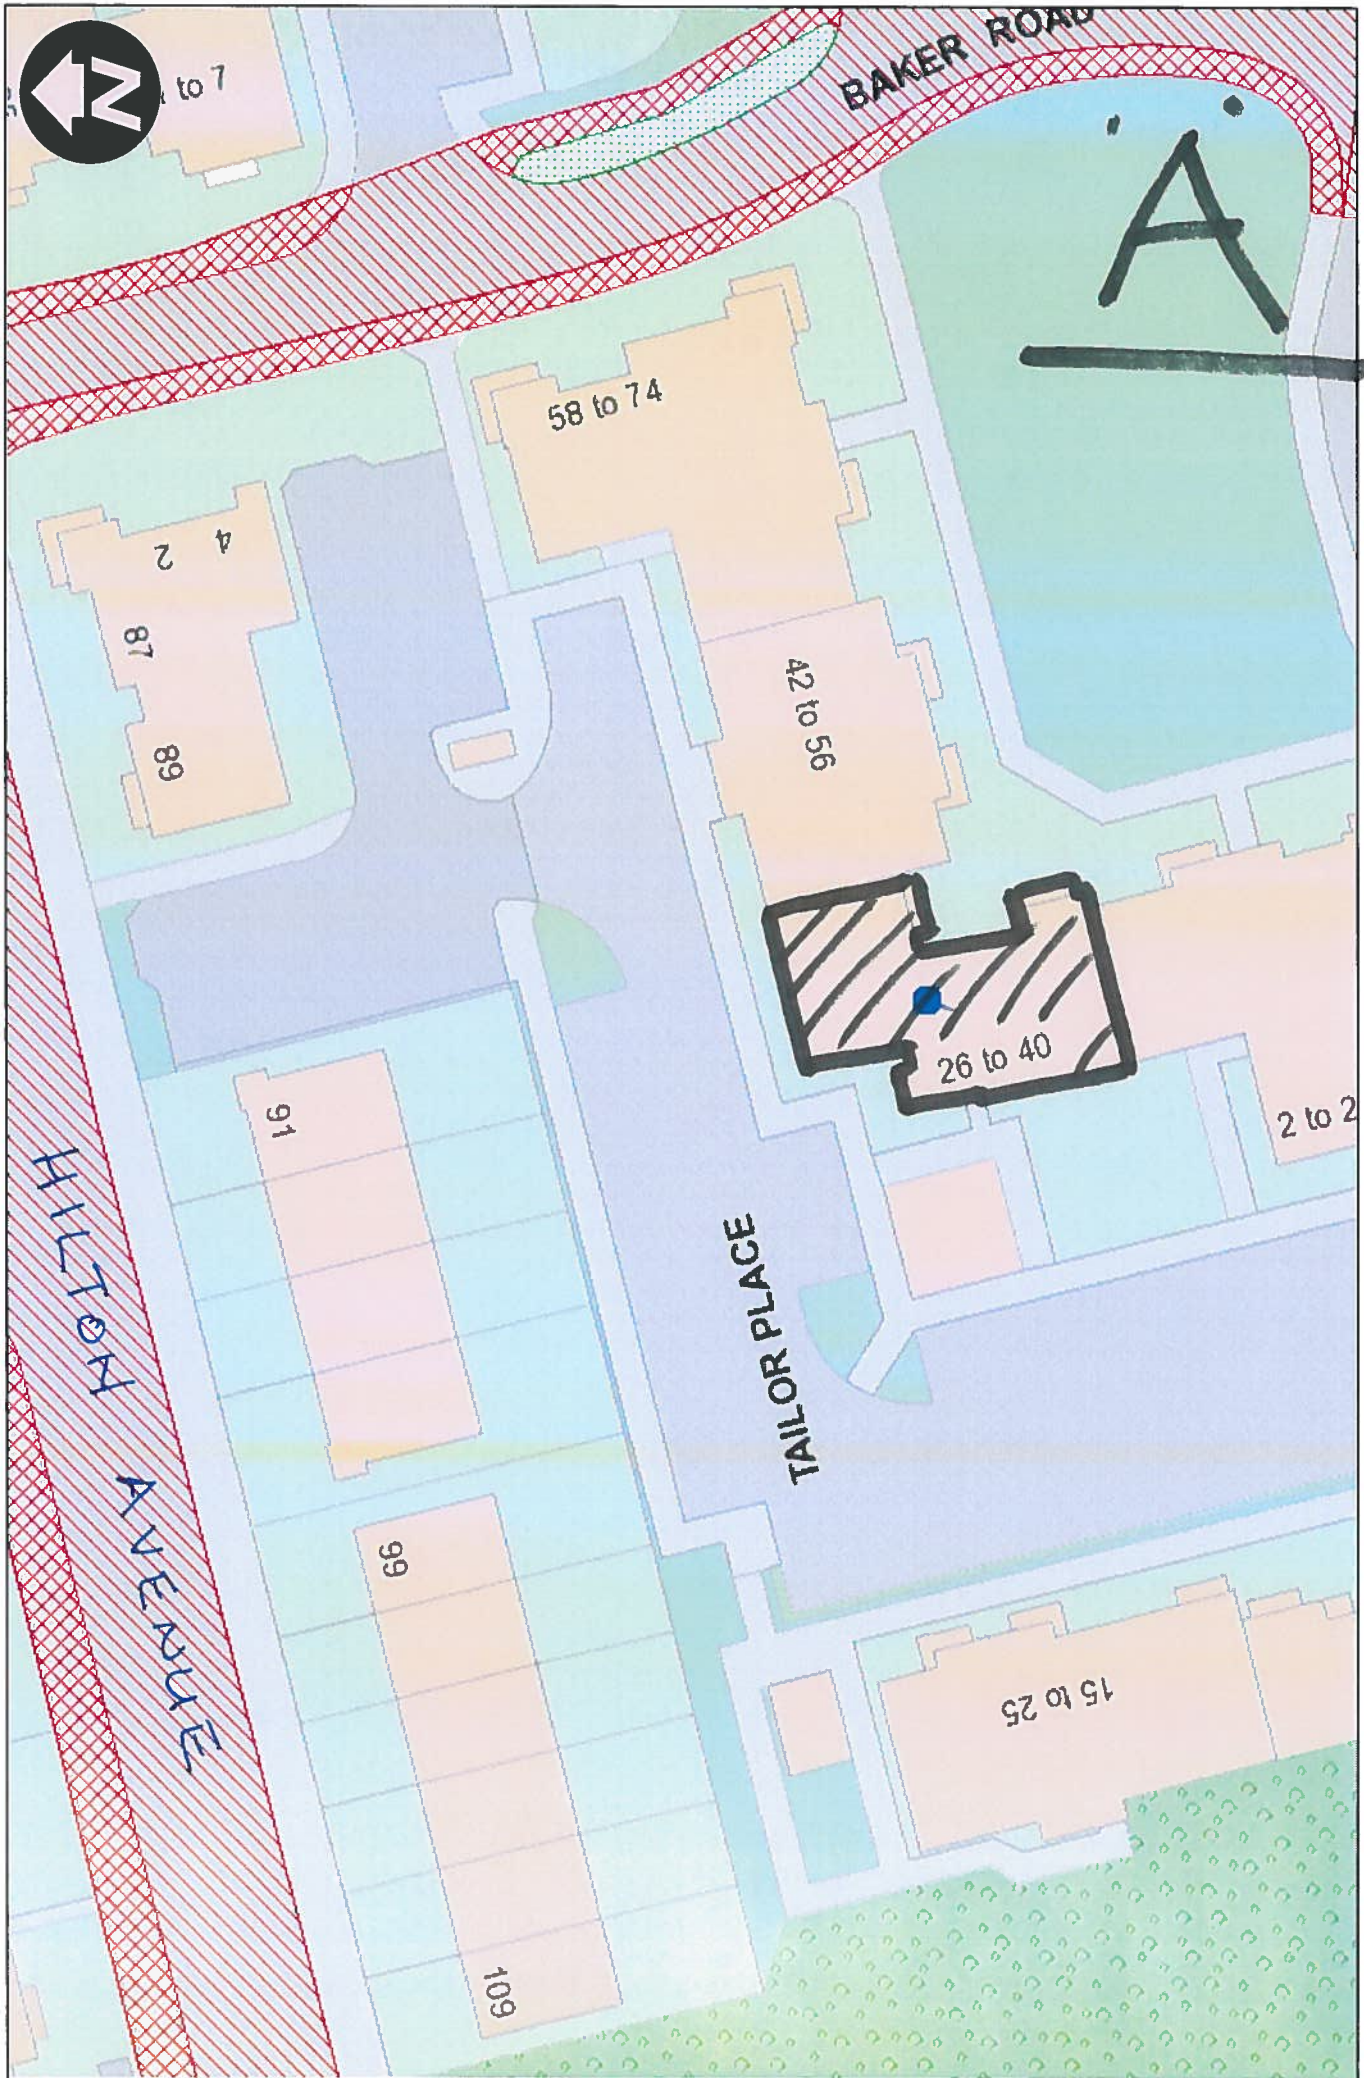 N
to 7
BAKER ROAD
A
58 to 74
4
2
87
42 to 56
89
26 to 40
91
2 to 2
HILTON AVENUE
TAILOR PLACE
99
15 to 25
109